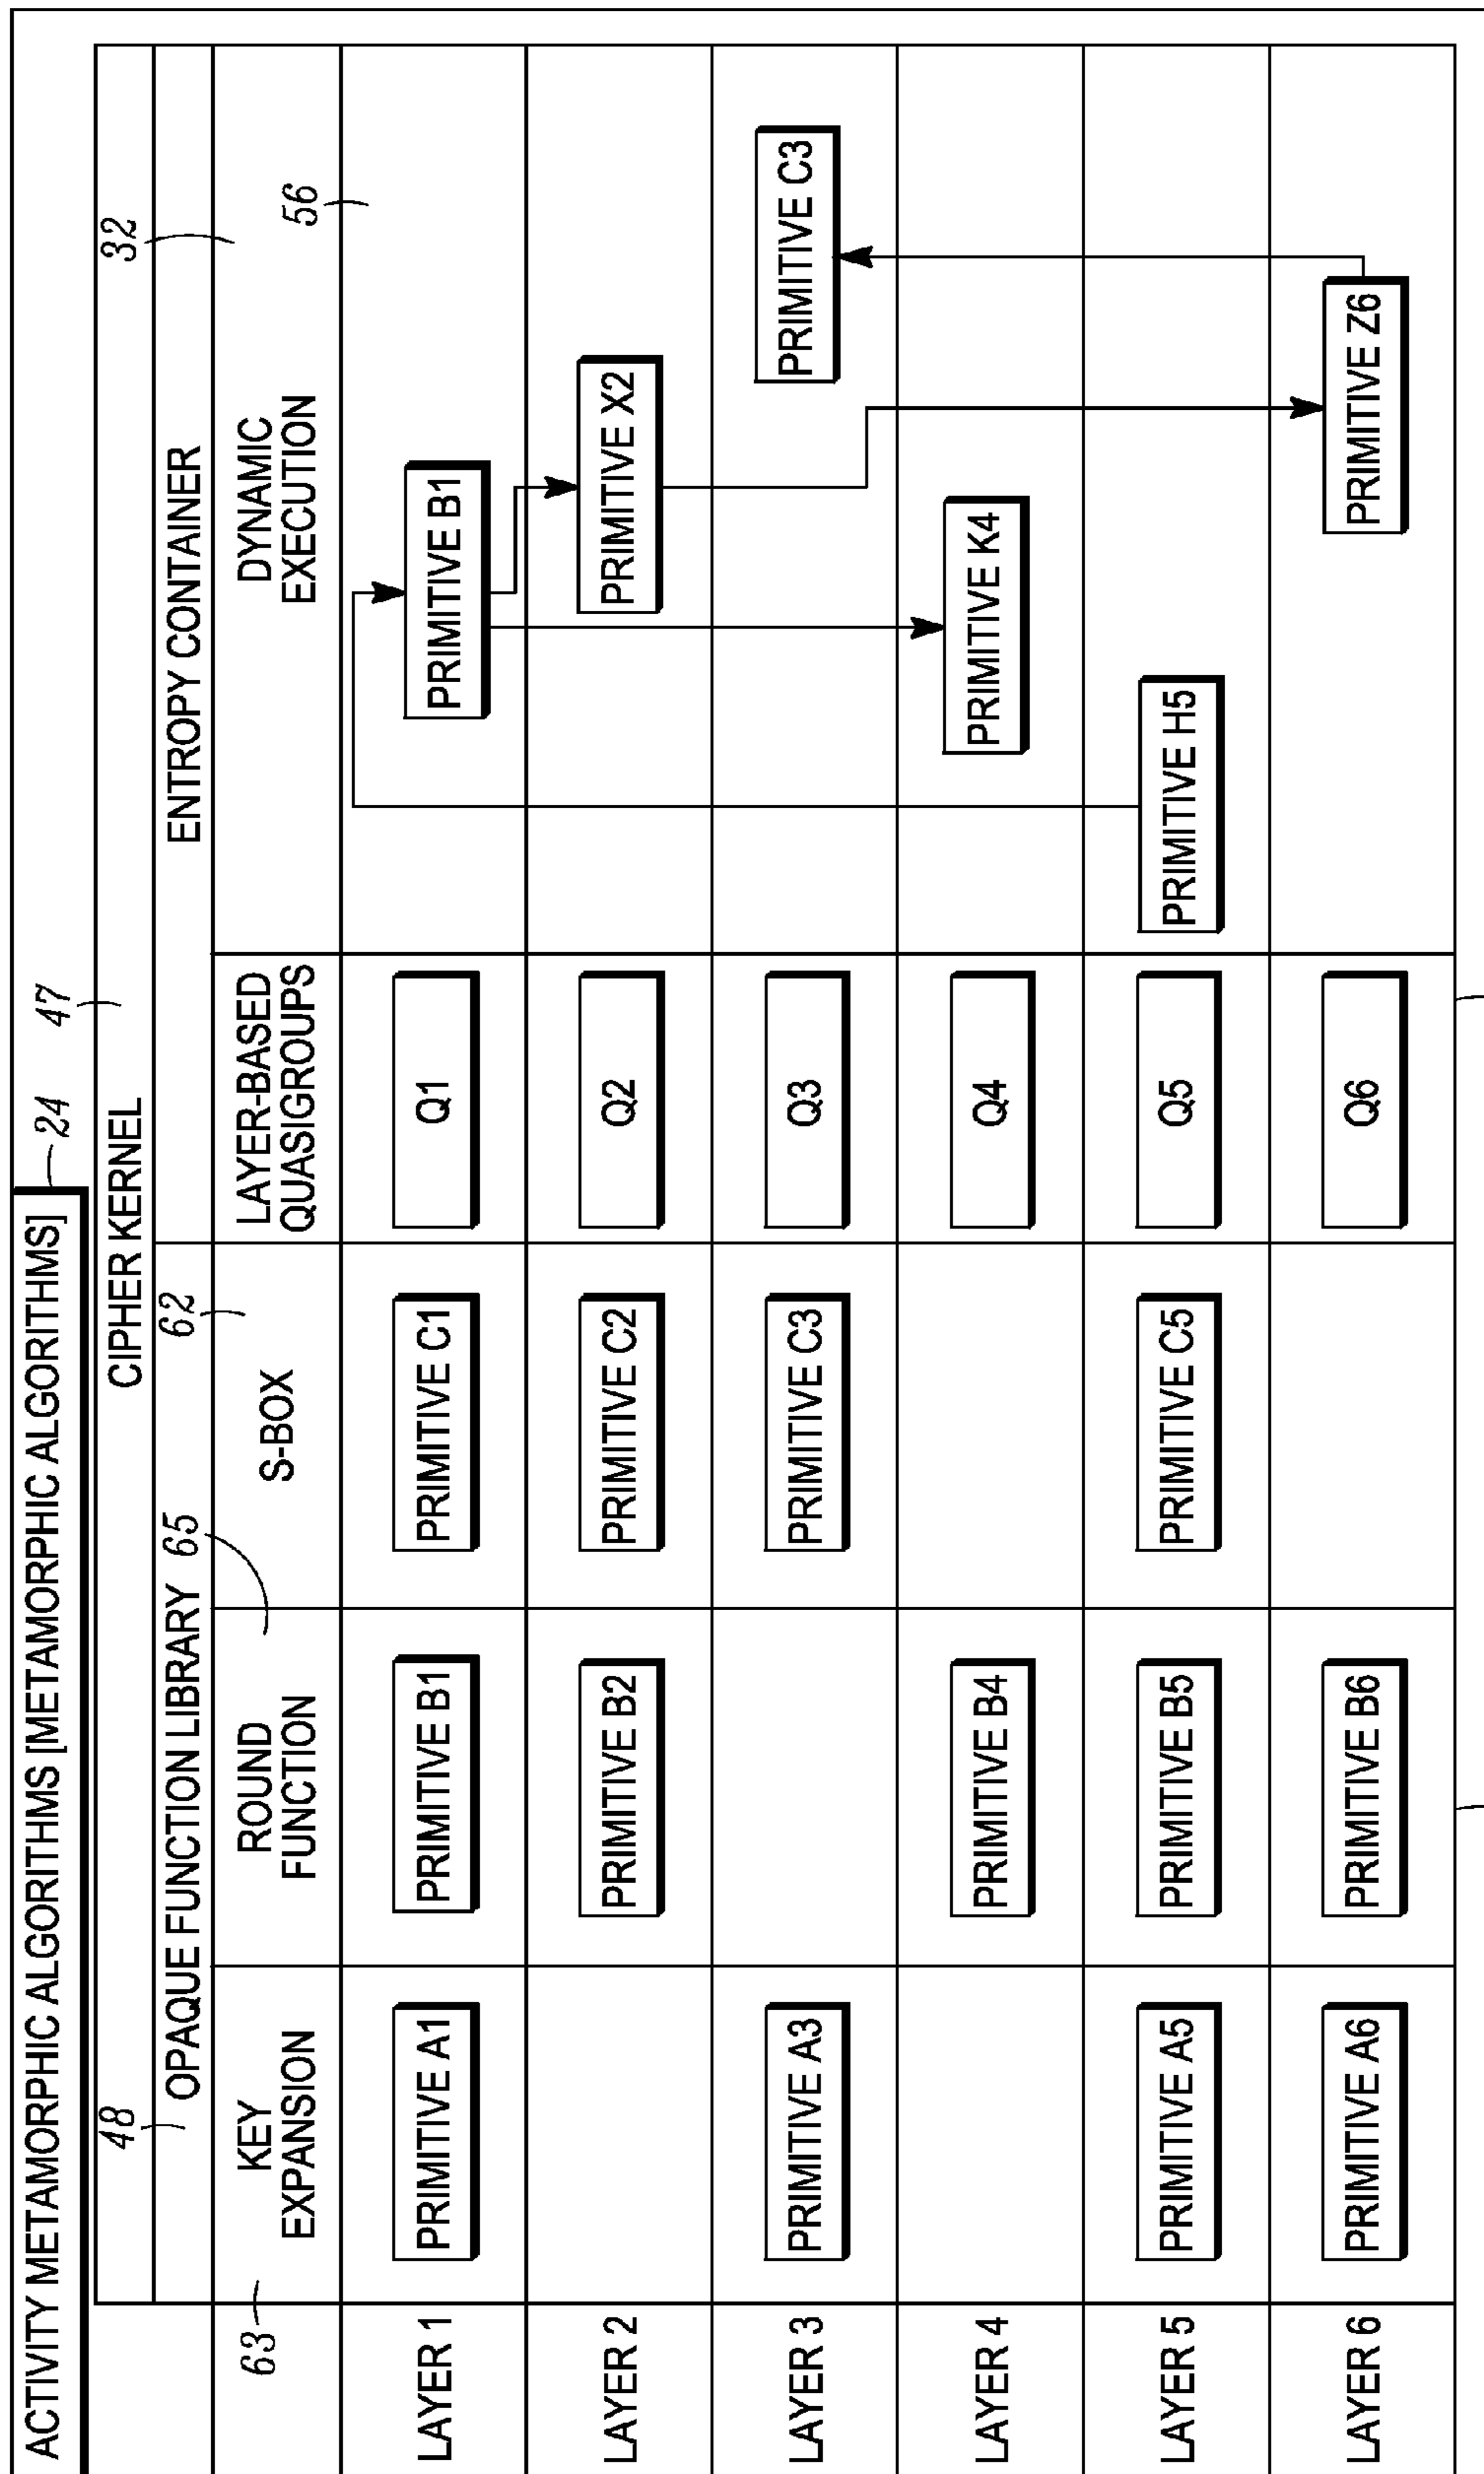 ACTIVITY METAMORPHIC ALGORITHMS [METAMORPHIC ALGORITHMS]
24
47
CIPHER KERNEL
48
OPAQUE FUNCTION LIBRARY
65
62
ENTROPY CONTAINER
32
63
KEY
EXPANSION
ROUND
FUNCTION
S-BOX
LAYER-BASED
QUASIGROUPS
DYNAMIC
EXECUTION
56
LAYER 1
PRIMITIVE A1
PRIMITIVE B1
PRIMITIVE C1
Q1
PRIMITIVE B1
LAYER 2
PRIMITIVE B2
PRIMITIVE C2
Q2
PRIMITIVE X2
LAYER 3
PRIMITIVE A3
PRIMITIVE C3
Q3
PRIMITIVE C3
LAYER 4
PRIMITIVE B4
Q4
PRIMITIVE K4
LAYER 5
PRIMITIVE A5
PRIMITIVE B5
PRIMITIVE C5
Q5
PRIMITIVE H5
LAYER 6
PRIMITIVE A6
PRIMITIVE B6
Q6
PRIMITIVE Z6